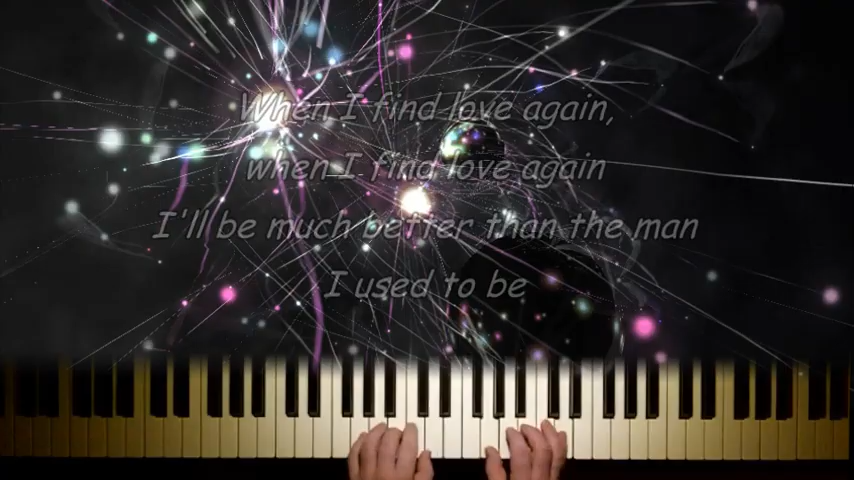 When I find love again,
when I find love again
I'll be much better than the man
I used to be